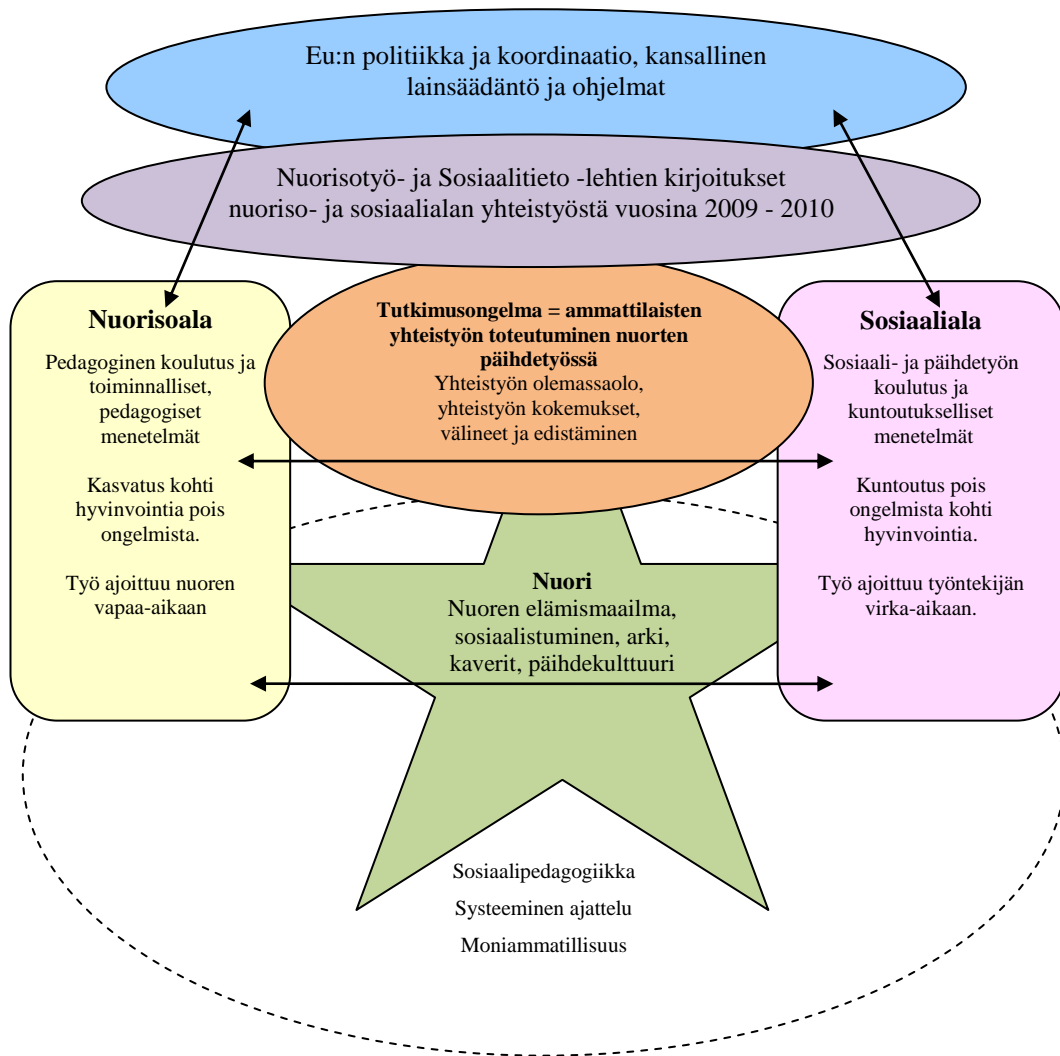 Eu:n politiikka ja koordinaatio, kansallinen
lainsäädäntö ja ohjelmat
Nuorisotyö- ja Sosiaalitieto -lehtien kirjoitukset
nuoriso- ja sosiaalialan yhteistyöstä vuosina 2009 - 2010
Nuorisoala
Pedagoginen koulutus ja
toiminnalliset,
pedagogiset
menetelmät
Kasvatus kohti
hyvinvointia pois
ongelmista.
Työ ajoittuu nuoren
vapaa-aikaan
Tutkimusongelma = ammattilaisten
yhteistyön toteutuminen nuorten
päihdetyössä
Yhteistyön olemassaolo,
yhteistyön kokemukset,
välineet ja edistäminen
Sosiaaliala
Sosiaali- ja päihdetyön
koulutus ja
kuntoutukselliset
menetelmät
Kuntoutus pois
ongelmista kohti
hyvinvointia.
Työ ajoittuu työntekijän
virka-aikaan.
Nuori
Nuoren elämismaailma,
sosiaalistuminen, arki,
kaverit, päihdekulttuuri
Sosiaalipedagogiikka
Systeeminen ajattelu
Moniammatillisuus